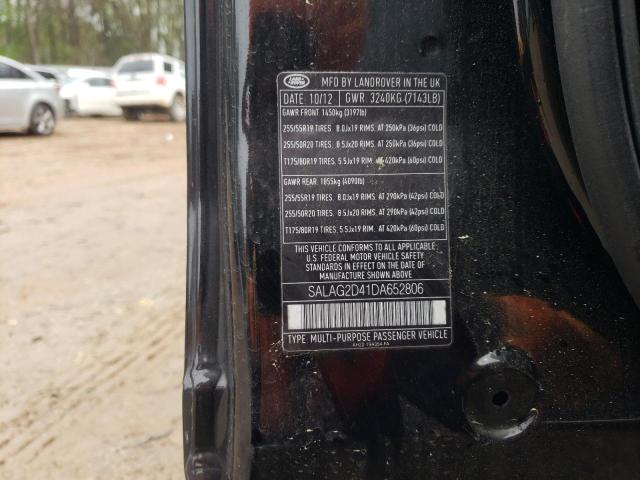 LAND ROVER
MFD BY LANDROVER IN THE UK
DATE 10/12 GWR 3240KG (7143LB)
GAWR FRONT 1450kg (3197lb)
255/55R19 TIRES. 8.0Jx19 RIMS. AT 250kPa (36psi) COLD
255/50R20 TIRES. 8.5Jx20 RIMS. AT 250kPa (36psi) COLD
T175/80R19 TIRES. 5.5Jx19 RIM. AT 420kPa (60psi) COLD
GAWR REAR. 1855kg (4090lb)
255/55R19 TIRES. 8.0Jx19 RIMS. AT 290kPa (42psi) COLD
255/50R20 TIRES. 8.5Jx20 RIMS. AT 290kPa (42psi) COLD
T175/80R19 TIRES. 5.5Jx19 RIM. AT 420kPa (60psi) COLD
THIS VEHICLE CONFORMS TO ALL APPLICABLE
U.S. FEDERAL MOTOR VEHICLE SAFETY
STANDARDS IN EFFECT ON THE DATE OF
MANUFACTURE SHOWN ABOVE
SALAG2D41DA652806
TYPE: MULTI-PURPOSE PASSENGER VEHICLE